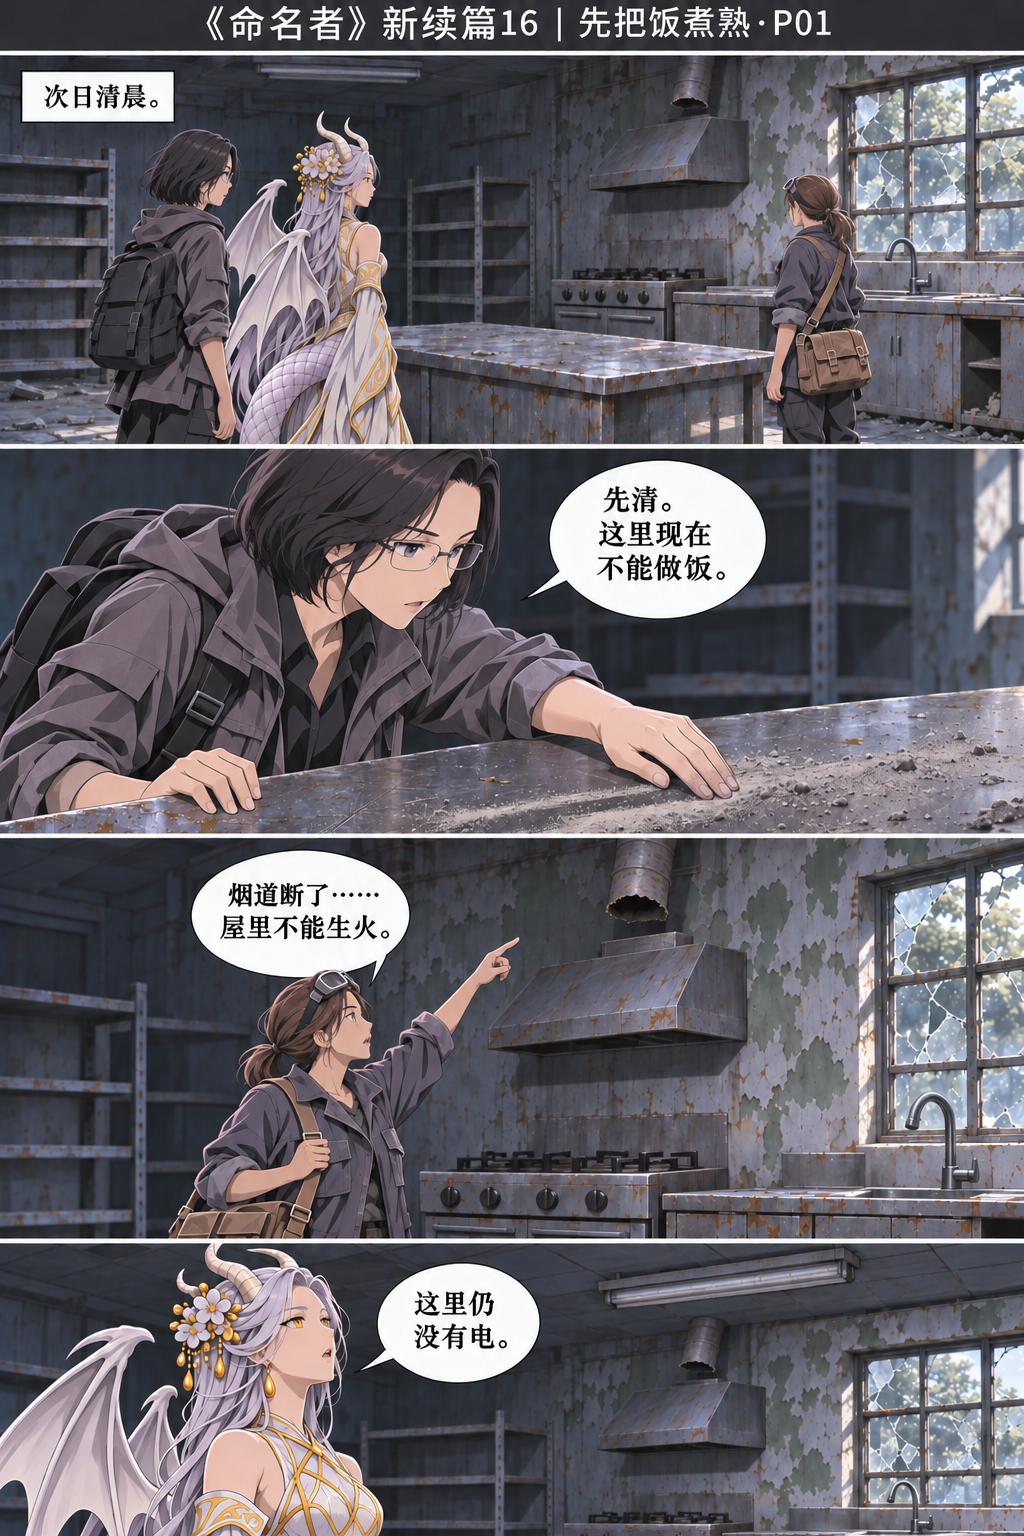 《命名者》新续篇16｜先把饭煮熟·P01
次日清晨。
先清。
这里现在
不能做饭。
烟道断了……
屋里不能生火。
这里仍
没有电。